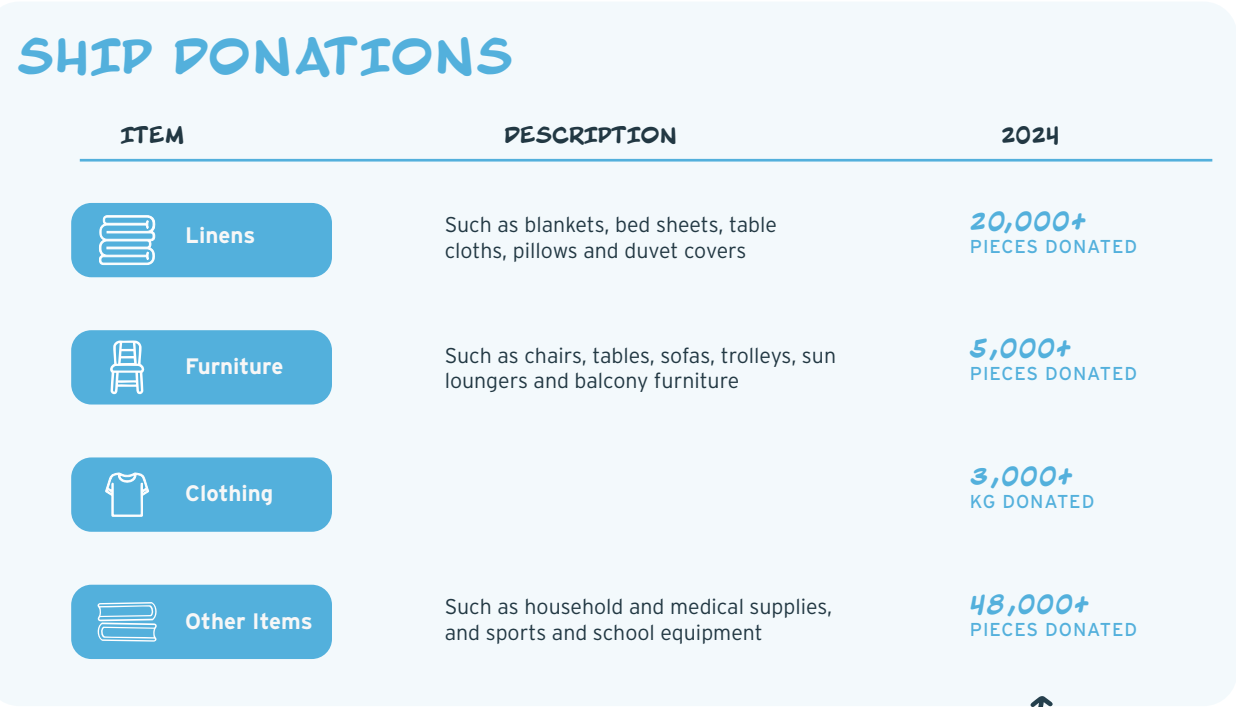 SHIP DONATIONS
ITEM DESCRIPTION 2024
Linens
Such as blankets, bed sheets, table
cloths, pillows and duvet covers
20,000+
PIECES DONATED
Furniture
Such as chairs, tables, sofas, trolleys, sun
loungers and balcony furniture
5,000+
PIECES DONATED
Clothing
3,000+
KG DONATED
Other Items
Such as household and medical supplies,
and sports and school equipment
48,000+
PIECES DONATED